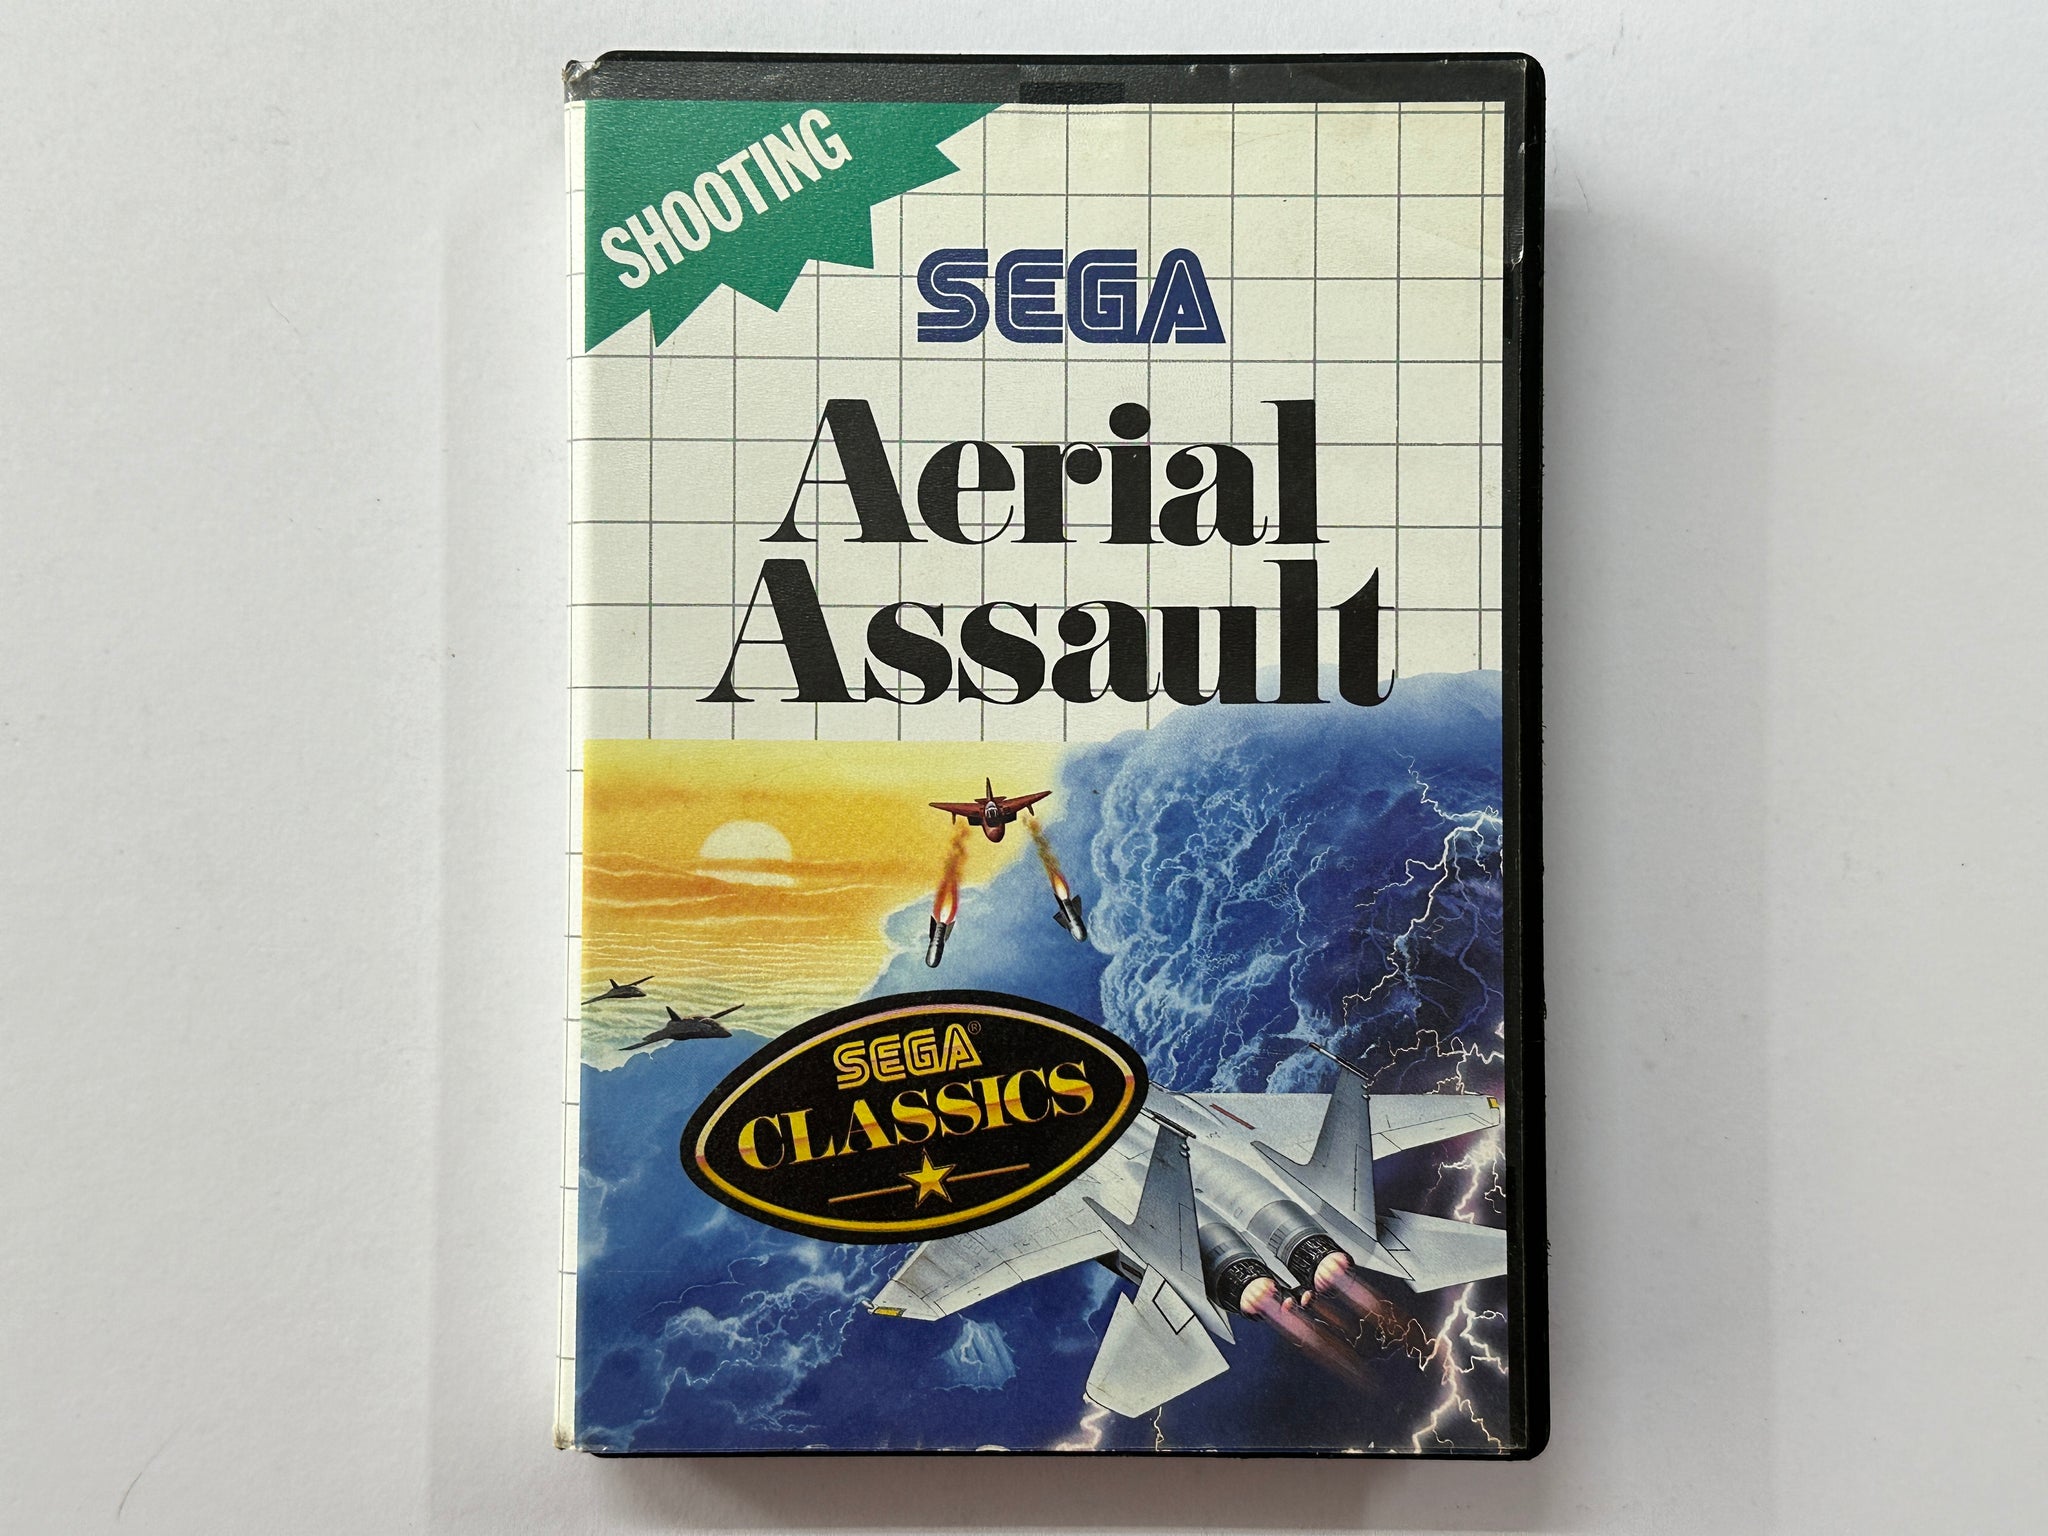 SHOOTING
SEGA
Aerial
Assault
SEGA®
CLASSICS